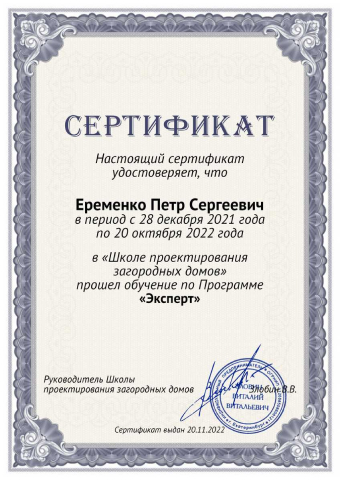 СЕРТИФИКАТ
Настоящий сертификат
удостоверяет, что
Еременко Петр Сергеевич
в период с 28 декабря 2021 года
по 20 октября 2022 года
в «Школе проектирования
загородных домов»
прошел обучение по Программе
«Эксперт»
Руководитель Школы
проектирования загородных домов
Злобин В.В.
ЗЛОБИН
ВИТАЛИЙ
ВИТАЛЬЕВИЧ
Сертификат выдан 20.11.2022